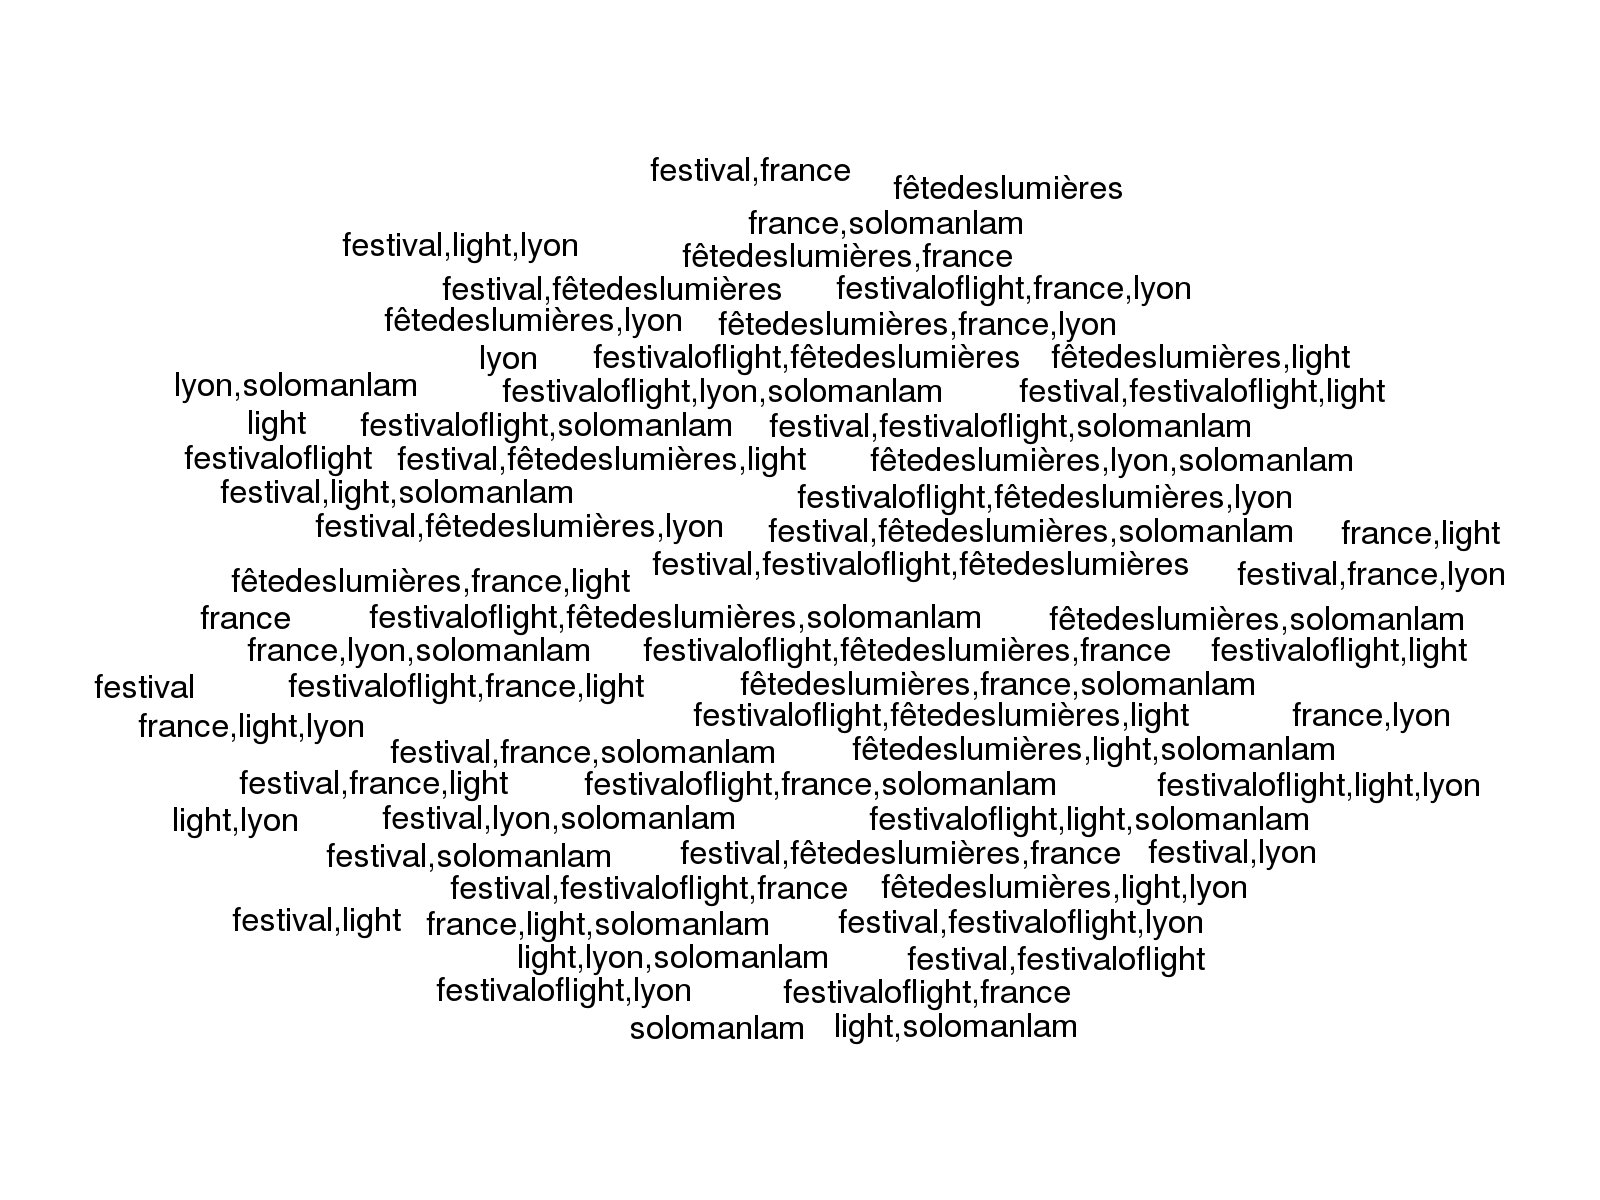 festival,france
fêtedeslumières
france,solomanlam
festival,light,lyon
fêtedeslumières,france
festival,fêtedeslumières
festivaloflight,france,lyon
fêtedeslumières,lyon
fêtedeslumières,france,lyon
lyon
festivaloflight,fêtedeslumières
fêtedeslumières,light
lyon,solomanlam
festivaloflight,lyon,solomanlam
festival,festivaloflight,light
light
festivaloflight,solomanlam
festival,festivaloflight,solomanlam
festivaloflight
festival,fêtedeslumières,light
fêtedeslumières,lyon,solomanlam
festival,light,solomanlam
festivaloflight,fêtedeslumières,lyon
festival,fêtedeslumières,lyon
festival,fêtedeslumières,solomanlam
france,light
festival,festivaloflight,fêtedeslumières
festival,france,lyon
fêtedeslumières,france,light
france
festivaloflight,fêtedeslumières,solomanlam
fêtedeslumières,solomanlam
france,lyon,solomanlam
festivaloflight,fêtedeslumières,france
festivaloflight,light
festival
festivaloflight,france,light
fêtedeslumières,france,solomanlam
france,light,lyon
festivaloflight,fêtedeslumières,light
france,lyon
festival,france,solomanlam
fêtedeslumières,light,solomanlam
festival,france,light
festivaloflight,france,solomanlam
festivaloflight,light,lyon
light,lyon
festival,lyon,solomanlam
festivaloflight,light,solomanlam
festival,solomanlam
festival,fêtedeslumières,france
festival,lyon
festival,festivaloflight,france
fêtedeslumières,light,lyon
festival,light
france,light,solomanlam
festival,festivaloflight,lyon
light,lyon,solomanlam
festival,festivaloflight
festivaloflight,lyon
festivaloflight,france
solomanlam
light,solomanlam